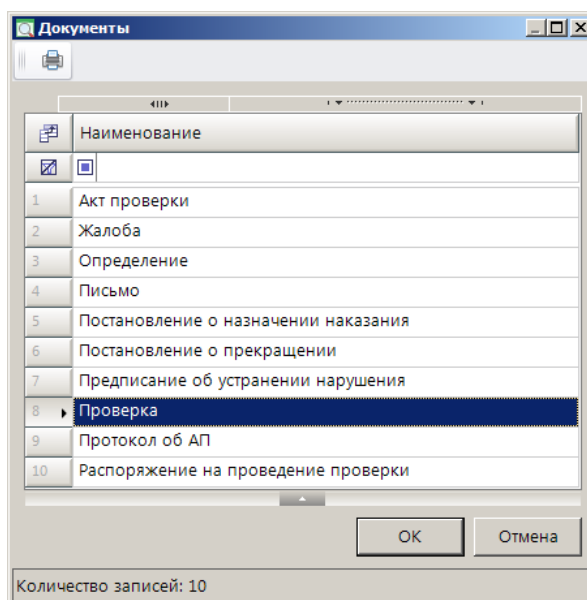 Документы
Наименование
1 Акт проверки
2 Жалоба
3 Определение
4 Письмо
5 Постановление о назначении наказания
6 Постановление о прекращении
7 Предписание об устранении нарушения
8 Проверка
9 Протокол об АП
10 Распоряжение на проведение проверки
OK Отмена
Количество записей: 10